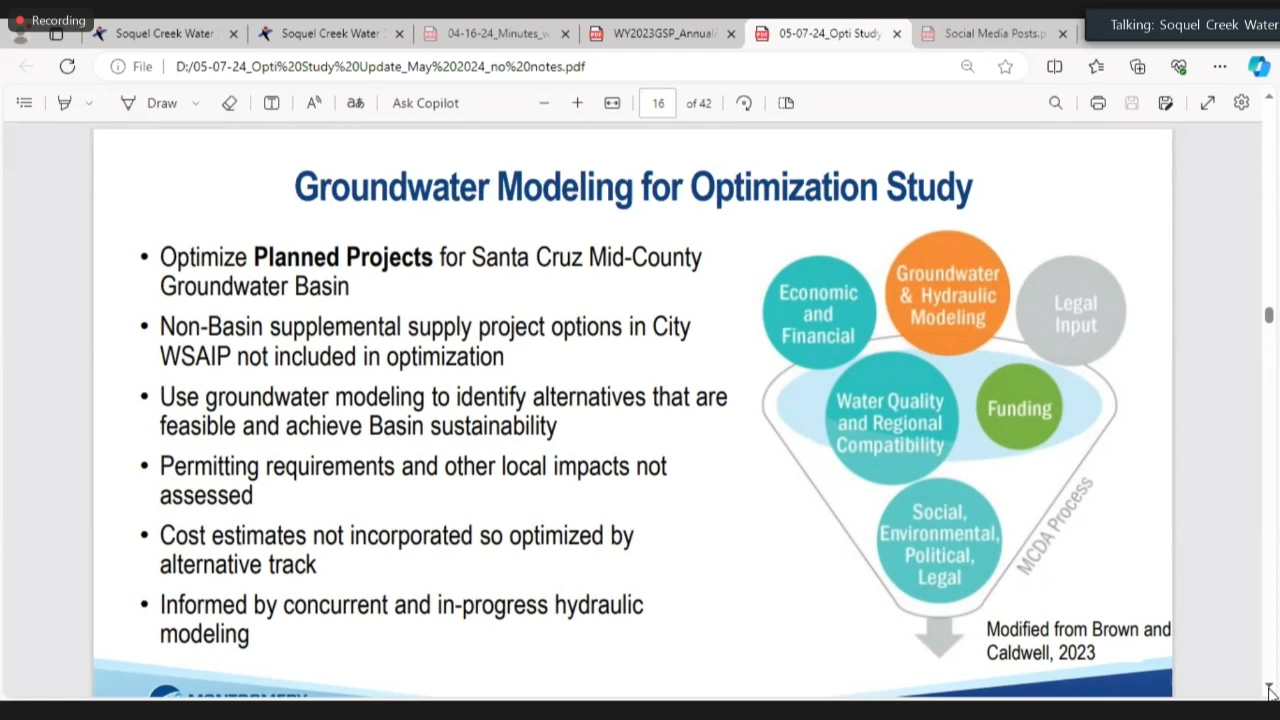 Recording
Talking: Soquel Creek Water
Soquel Creek Water
Soquel Creek Water
04-16-24_Minutes_
WY2023GSP_Annual
05-07-24_Opti Study
Social Media Posts.p
File
D:/05-07-24_Opti%20Study%20Update_May%202024_no%20notes.pdf
Draw
aあ
Ask Copilot
16
of 42
Groundwater Modeling for Optimization Study
• Optimize Planned Projects for Santa Cruz Mid-County
Groundwater Basin
• Non-Basin supplemental supply project options in City
WSAIP not included in optimization
• Use groundwater modeling to identify alternatives that are
feasible and achieve Basin sustainability
• Permitting requirements and other local impacts not
assessed
• Cost estimates not incorporated so optimized by
alternative track
• Informed by concurrent and in-progress hydraulic
modeling
Economic
and
Financial
Groundwater
& Hydraulic
Modeling
Legal
Input
Water Quality
and Regional
Compatibility
Funding
Social,
Environmental,
Political,
Legal
MCDA Process
Modified from Brown and
Caldwell, 2023
MONTGOMERY